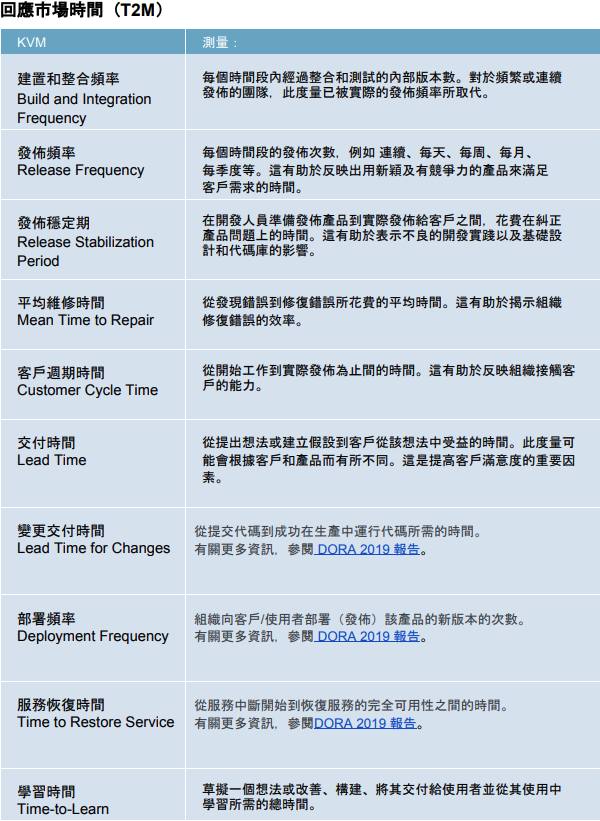 回應市場時間（T2M）
KVM
測量：
建置和整合頻率
Build and Integration
Frequency
每個時間段內經過整合和測試的內部版本數。對於頻繁或連續
發佈的團隊，此度量已被實際的發佈頻率所取代。
發佈頻率
Release Frequency
每個時間段的發佈次數，例如 連續、每天、每周、每月、
每季度等。這有助於反映出用新穎及有競爭力的產品來滿足
客戶需求的時間。
發佈穩定期
Release Stabilization
Period
在開發人員準備發佈產品到實際發佈給客戶之間，花費在糾正
產品問題上的時間。這有助於表示不良的開發實踐以及基礎設
計和代碼庫的影響。
平均維修時間
Mean Time to Repair
從發現錯誤到修復錯誤所花費的平均時間。這有助於揭示組織
修復錯誤的效率。
客戶週期時間
Customer Cycle Time
從開始工作到實際發佈為止間的時間。這有助於反映組織接觸客
戶的能力。
交付時間
Lead Time
從提出想法或建立假設到客戶從該想法中受益的時間。此度量可
能會根據客戶和產品而有所不同。這是提高客戶滿意度的重要因
素。
變更交付時間
Lead Time for Changes
從提交代碼到成功在生產中運行代碼所需的時間。
有關更多資訊，參閱 DORA 2019 報告。
部署頻率
Deployment Frequency
組織向客戶/使用者部署（發佈）該產品的新版本的次數。
有關更多資訊，參閱 DORA 2019 報告。
服務恢復時間
Time to Restore Service
從服務中斷開始到恢復服務的完全可用性之間的時間。
有關更多資訊，參閱DORA 2019 報告。
學習時間
Time-to-Learn
草擬一個想法或改善、構建、將其交付給使用者並從其使用中
學習所需的總時間。